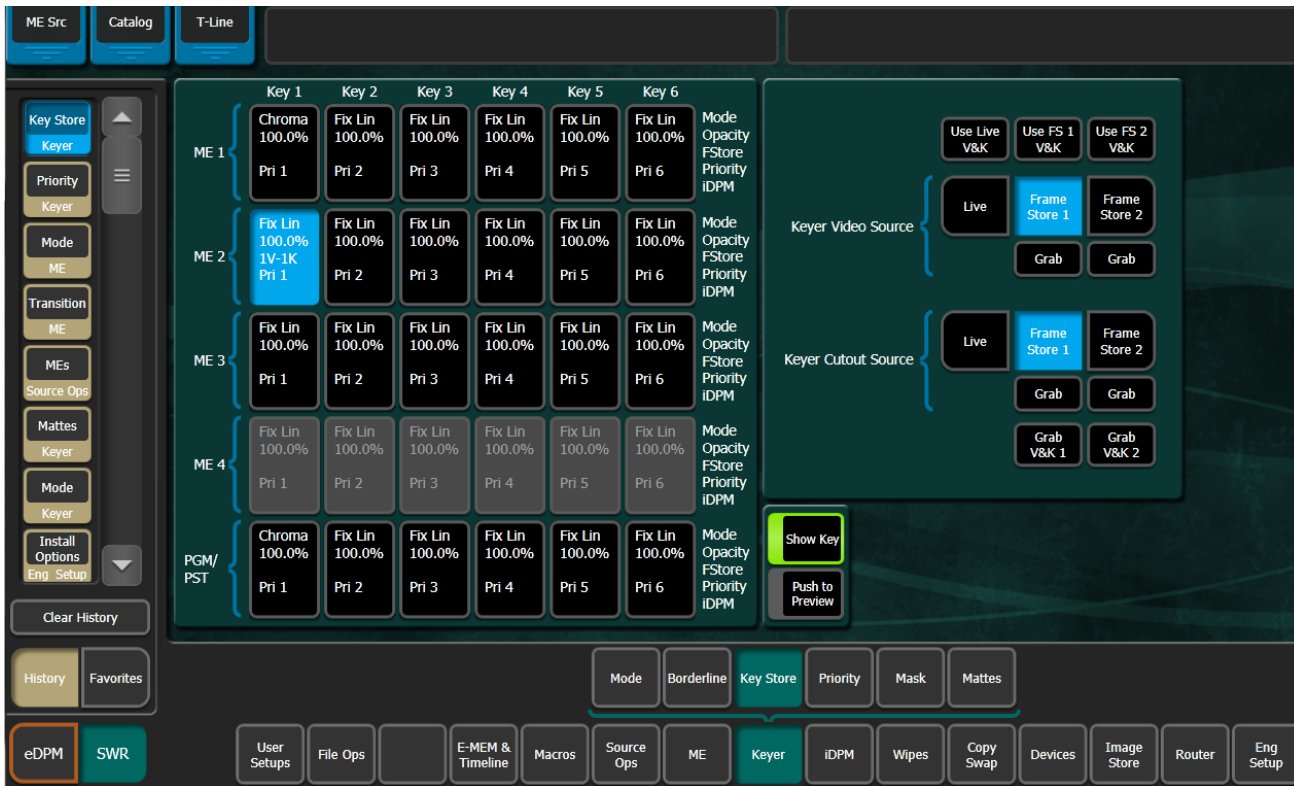 ME Src
Catalog
T-Line
Key Store
Keyer
Priority
Keyer
Mode
ME
Transition
ME
MEs
Source Ops
Mattes
Keyer
Mode
Keyer
Install
Options
Eng Setup
Clear History
History
Favorites
eDPM
SWR
Key 1 Key 2 Key 3 Key 4 Key 5 Key 6
ME 1
Chroma Fix Lin Fix Lin Fix Lin Fix Lin Fix Lin Mode
100.0% 100.0% 100.0% 100.0% 100.0% 100.0% Opacity
FStore
Pri 1 Pri 2 Pri 3 Pri 4 Pri 5 Pri 6 Priority
iDPM
ME 2
Fix Lin Fix Lin Fix Lin Fix Lin Fix Lin Fix Lin Mode
100.0% 100.0% 100.0% 100.0% 100.0% 100.0% Opacity
1V-1K FStore
Pri 1 Pri 2 Pri 3 Pri 4 Pri 5 Pri 6 Priority
iDPM
ME 3
Fix Lin Fix Lin Fix Lin Fix Lin Fix Lin Fix Lin Mode
100.0% 100.0% 100.0% 100.0% 100.0% 100.0% Opacity
FStore
Pri 1 Pri 2 Pri 3 Pri 4 Pri 5 Pri 6 Priority
iDPM
ME 4
Fix Lin Fix Lin Fix Lin Fix Lin Fix Lin Fix Lin Mode
100.0% 100.0% 100.0% 100.0% 100.0% 100.0% Opacity
FStore
Pri 1 Pri 2 Pri 3 Pri 4 Pri 5 Pri 6 Priority
iDPM
PGM/
PST
Chroma Fix Lin Fix Lin Fix Lin Fix Lin Fix Lin Mode
100.0% 100.0% 100.0% 100.0% 100.0% 100.0% Opacity
FStore
Pri 1 Pri 2 Pri 3 Pri 4 Pri 5 Pri 6 Priority
iDPM
Use Live
V&K
Use FS 1
V&K
Use FS 2
V&K
Keyer Video Source
Live
Frame
Store 1
Frame
Store 2
Grab
Grab
Keyer Cutout Source
Live
Frame
Store 1
Frame
Store 2
Grab
Grab
Grab
V&K 1
Grab
V&K 2
Show Key
Push to
Preview
Mode
Borderline
Key Store
Priority
Mask
Mattes
User
Setups
File Ops
E-MEM &
Timeline
Macros
Source
Ops
ME
Keyer
iDPM
Wipes
Copy
Swap
Devices
Image
Store
Router
Eng
Setup